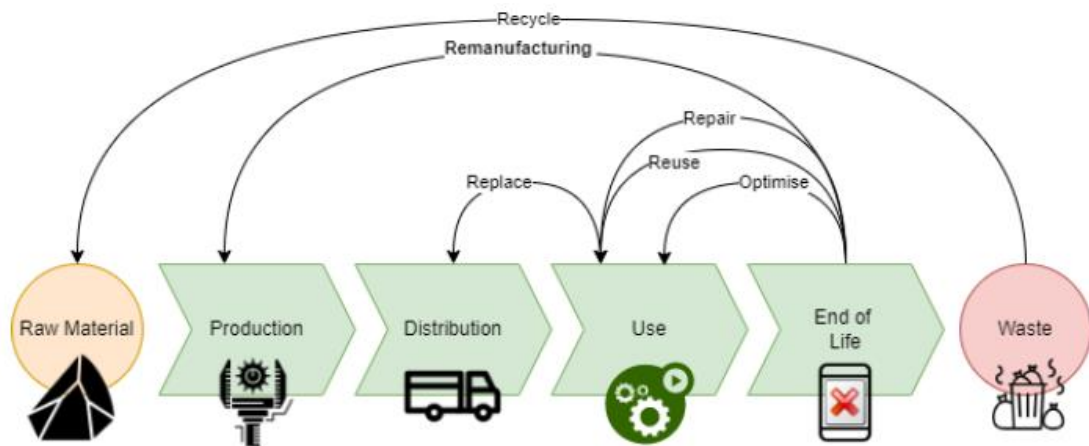 Recycle
Remanufacturing
Repair
Reuse
Replace
Optimise
Raw Material
Production
Distribution
Use
End of
Life
Waste